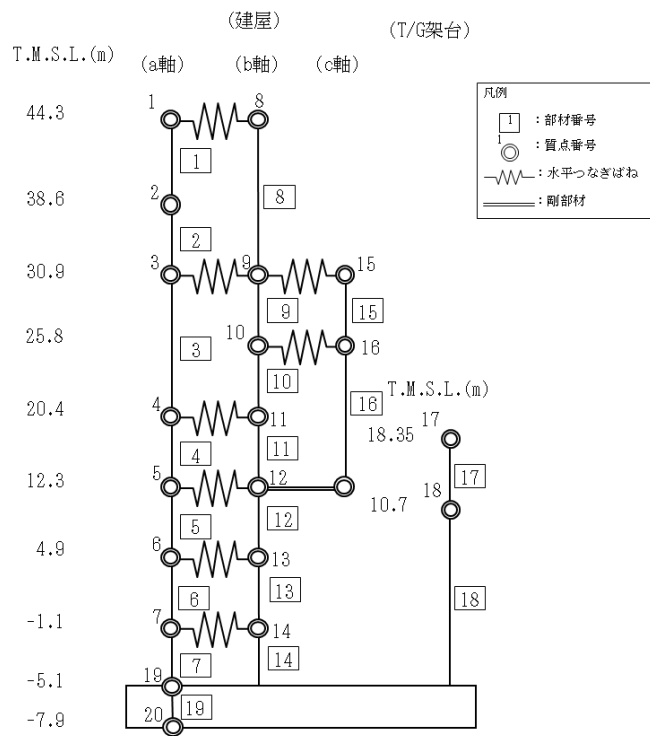 (建屋)
(T/G架台)
T.M.S.L.(m)
(a軸) (b軸) (c軸)
凡例
1 : 部材番号
1 : 質点番号
: 水平つなぎばね
: 剛部材
44.3 1 8
1
38.6 2 8
2
30.9 3 9 15
9 15
25.8 3 10 16
10 16
T.M.S.L.(m)
20.4 4 11 18.35 17
4 11 17
12.3 5 12 10.7 18
5 12
4.9 6 13
6 13 18
-1.1 7 14
7 14
-5.1 19
19
-7.9 20